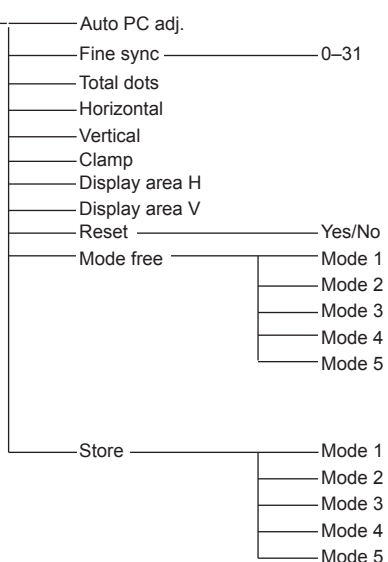 Auto PC adj.
Fine sync 0–31
Total dots
Horizontal
Vertical
Clamp
Display area H
Display area V
Reset Yes/No
Mode free Mode 1
Mode 2
Mode 3
Mode 4
Mode 5
Store Mode 1
Mode 2
Mode 3
Mode 4
Mode 5